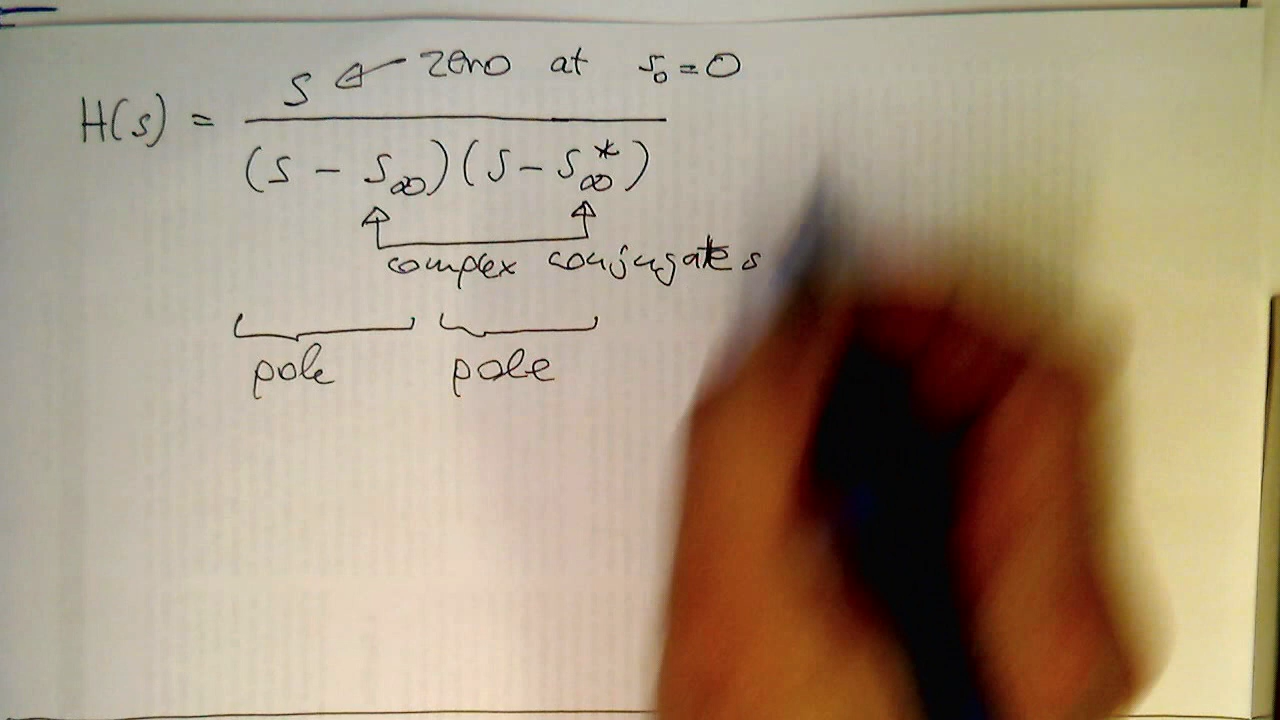 s ← zero at s₀ = 0
H(s) = ―――――
(s - s∞)(s - s∞*)
complex conjugates
pole pole